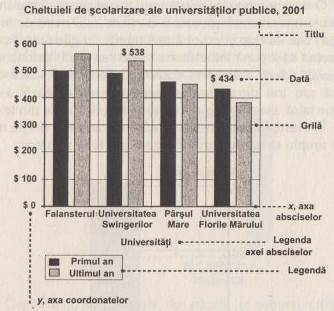 Cheltuieli de școlarizare ale universităților publice, 2001
Titlu
$ 600
$ 500
$ 400
$ 300
$ 200
$ 100
$ 0
$ 538
$ 434
Dată
Grilă
x, axa
absciselor
Falansterul Universitatea Pârșul Universitatea
Swingerilor Mare Florile Mărului
Universități
Legenda
axei absciselor
Primul an
Ultimul an
Legendă
y, axa coordonatelor